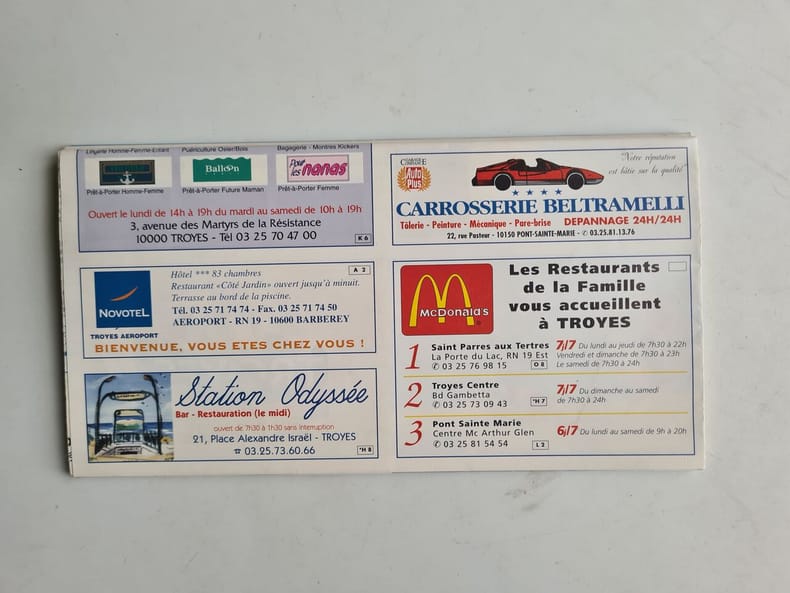 Lingerie Homme-Femme-Enfant
Puériculture Osier/Bois
Bagagerie - Montres Kickers
Ballon
Pour les nanas
Prêt-à-Porter Homme-Femme
Prêt-à-Porter Future Maman
Prêt-à-Porter Femme
Ouvert le lundi de 14h à 19h du mardi au samedi de 10h à 19h
3, avenue des Martyrs de la Résistance
10000 TROYES - Tél 03 25 70 47 00
K 6
A 2
Hôtel *** 83 chambres
Restaurant «Côté Jardin» ouvert jusqu'à minuit.
Terrasse au bord de la piscine.
Tél. 03 25 71 74 74 - Fax. 03 25 71 74 50
AEROPORT - RN 19 - 10600 BARBEREY
NOVOTEL
TROYES AEROPORT
BIENVENUE, VOUS ETES CHEZ VOUS !
Station Odyssée
Bar - Restauration (le midi)
ouvert de 7h30 à 1h30 sans interruption
21, Place Alexandre Israël - TROYES
☎ 03.25.73.60.66
*H 8
Auto Plus
"Notre réputation
est bâtie sur la qualité"
CARROSSERIE BELTRAMELLI
Tôlerie - Peinture - Mécanique - Pare-brise DEPANNAGE 24H/24H
22, rue Pasteur - 10150 PONT-SAINTE-MARIE - ✆ 03.25.81.13.76
McDonald's
Les Restaurants
de la Famille
vous accueillent
à TROYES
1 Saint Parres aux Tertres
La Porte du Lac, RN 19 Est
✆ 03 25 76 98 15
O 8
7j/7 Du lundi au jeudi de 7h30 à 22h
Vendredi et dimanche de 7h30 à 23h
Le samedi de 7h30 à 24h
2 Troyes Centre
Bd Gambetta
✆ 03 25 73 09 43
*H 7
7j/7 Du dimanche au samedi
de 7h30 à 24h
3 Pont Sainte Marie
Centre Mc Arthur Glen
✆ 03 25 81 54 54
L 2
6j/7 Du lundi au samedi de 9h à 20h